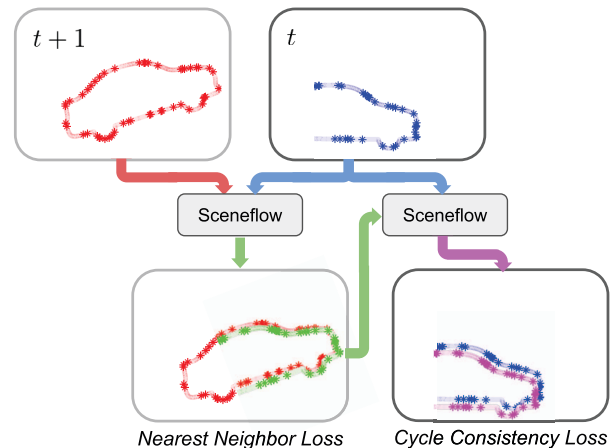 t + 1
t
Sceneflow
Sceneflow
Nearest Neighbor Loss
Cycle Consistency Loss